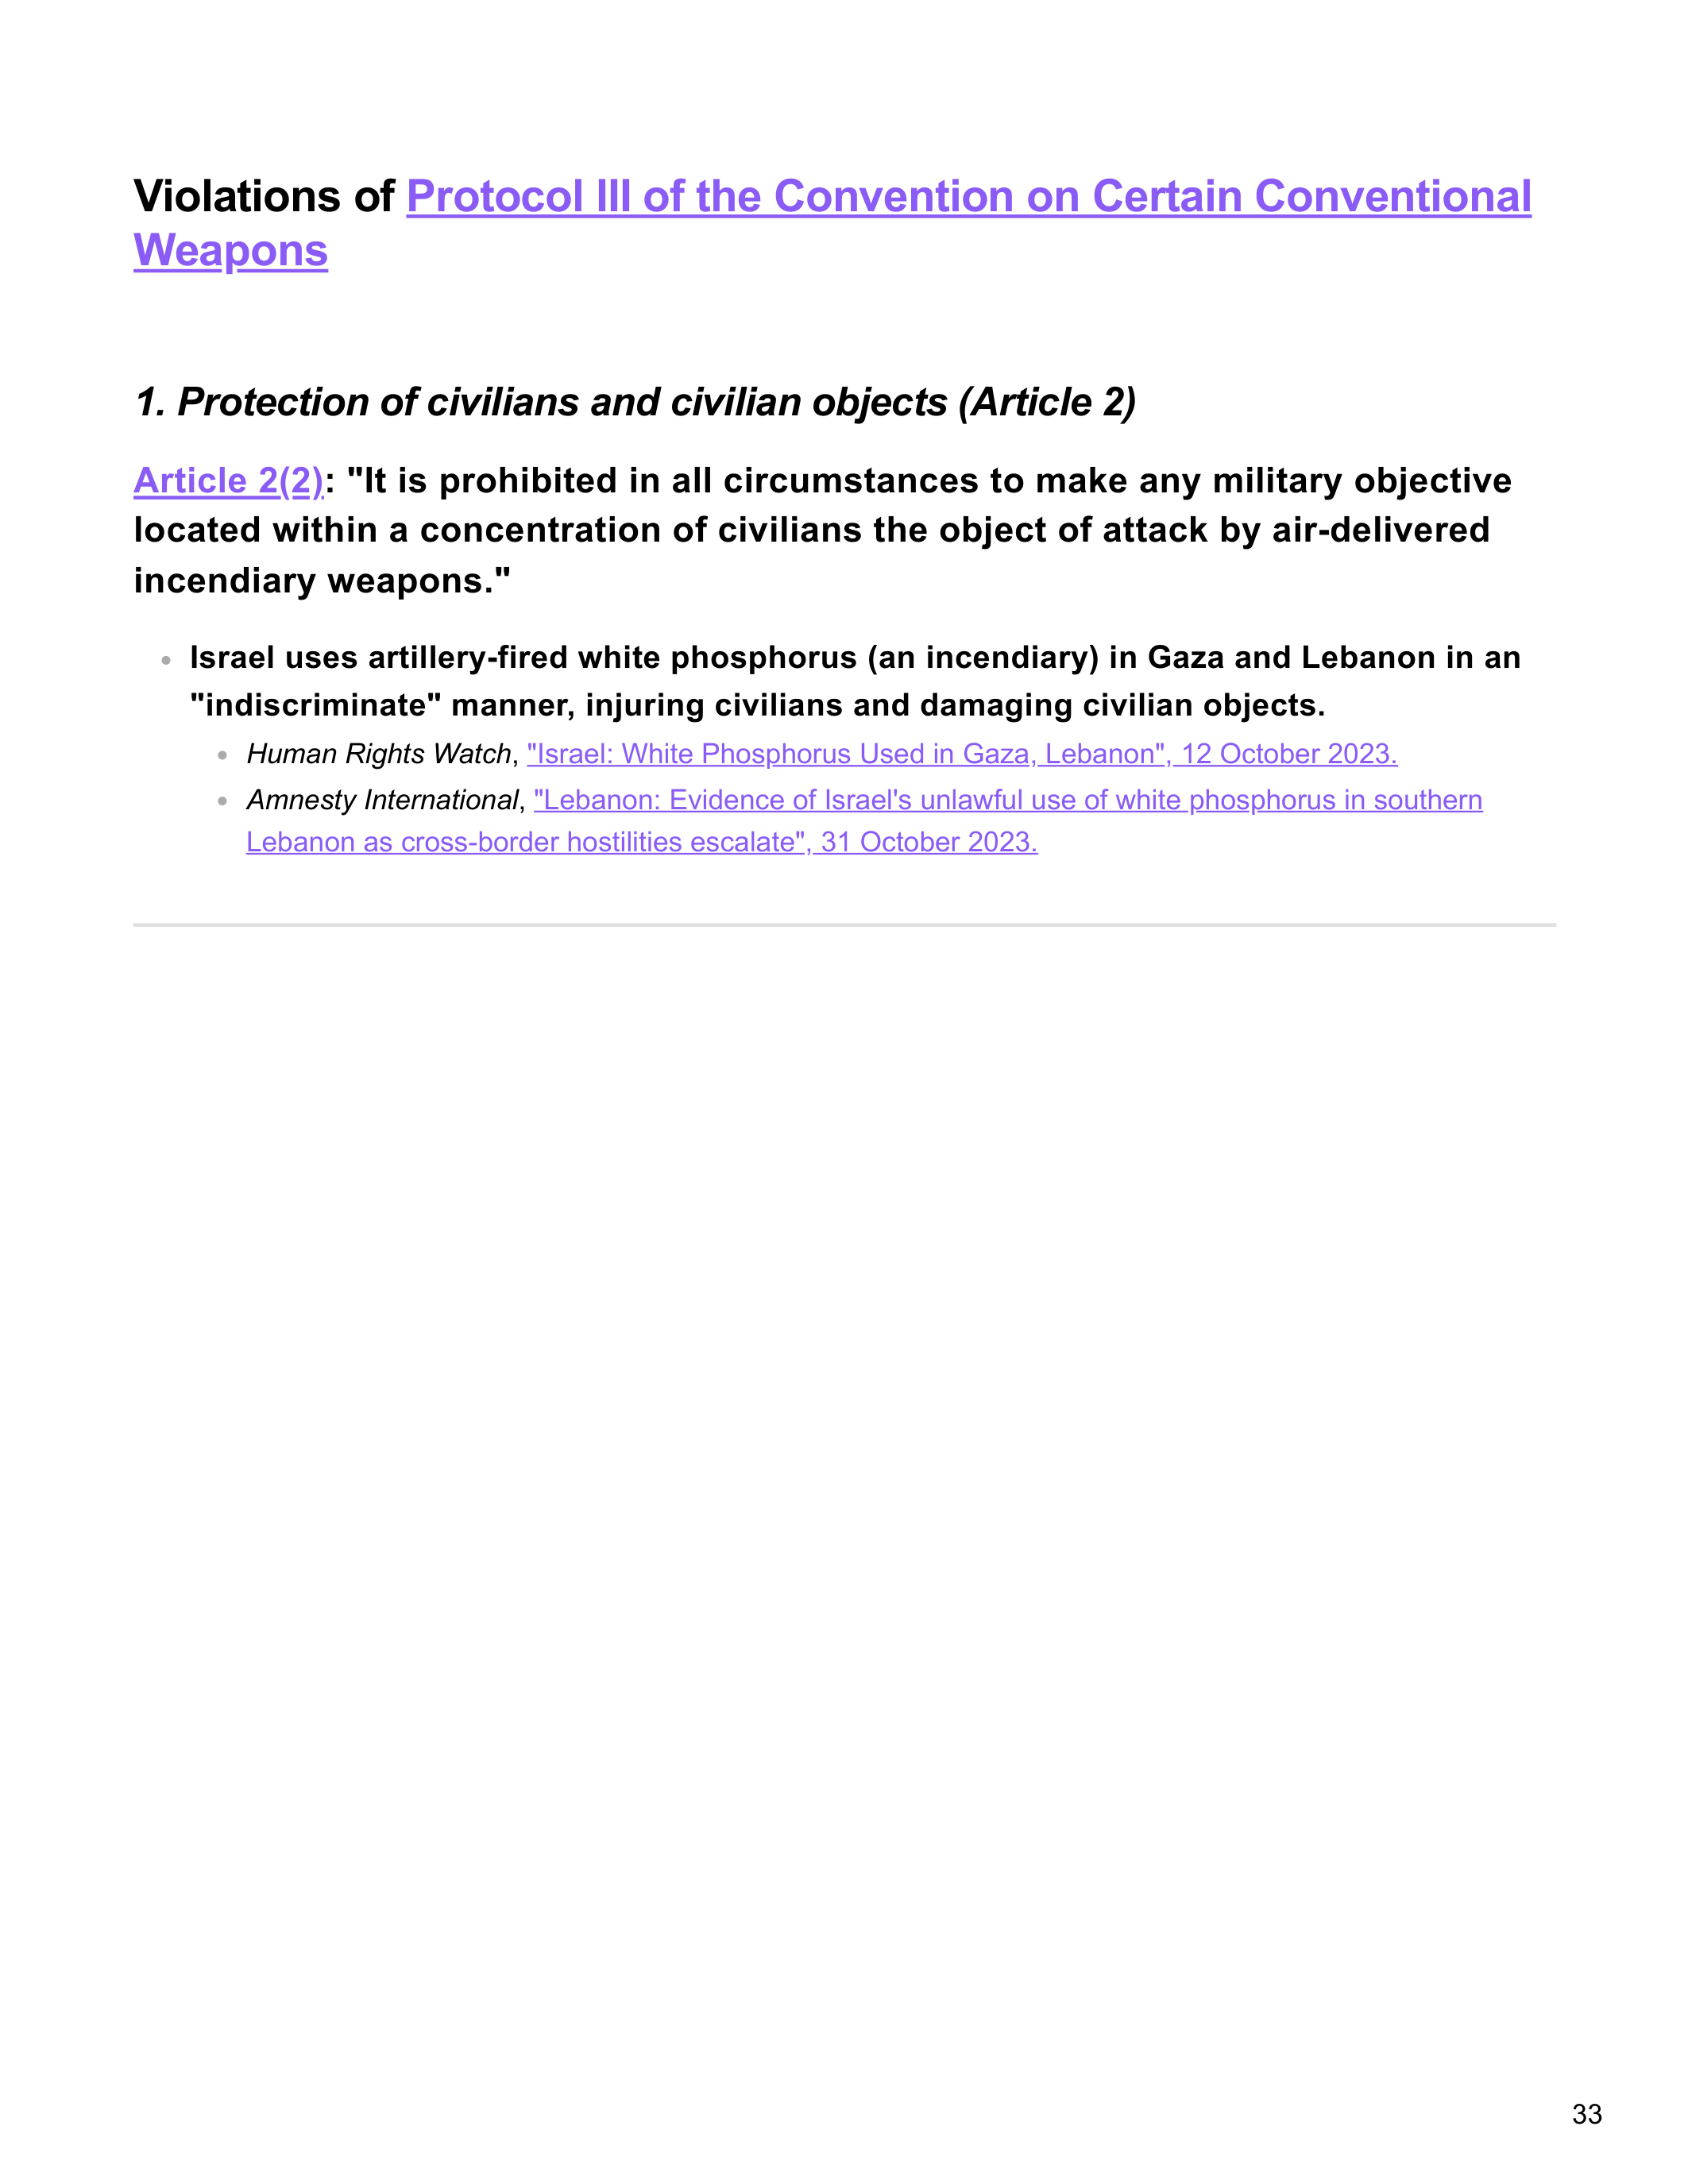 Violations of Protocol III of the Convention on Certain Conventional
Weapons
1. Protection of civilians and civilian objects (Article 2)
Article 2(2): "It is prohibited in all circumstances to make any military objective
located within a concentration of civilians the object of attack by air-delivered
incendiary weapons."
Israel uses artillery-fired white phosphorus (an incendiary) in Gaza and Lebanon in an
"indiscriminate" manner, injuring civilians and damaging civilian objects.
Human Rights Watch, "Israel: White Phosphorus Used in Gaza, Lebanon", 12 October 2023.
Amnesty International, "Lebanon: Evidence of Israel's unlawful use of white phosphorus in southern
Lebanon as cross-border hostilities escalate", 31 October 2023.
33